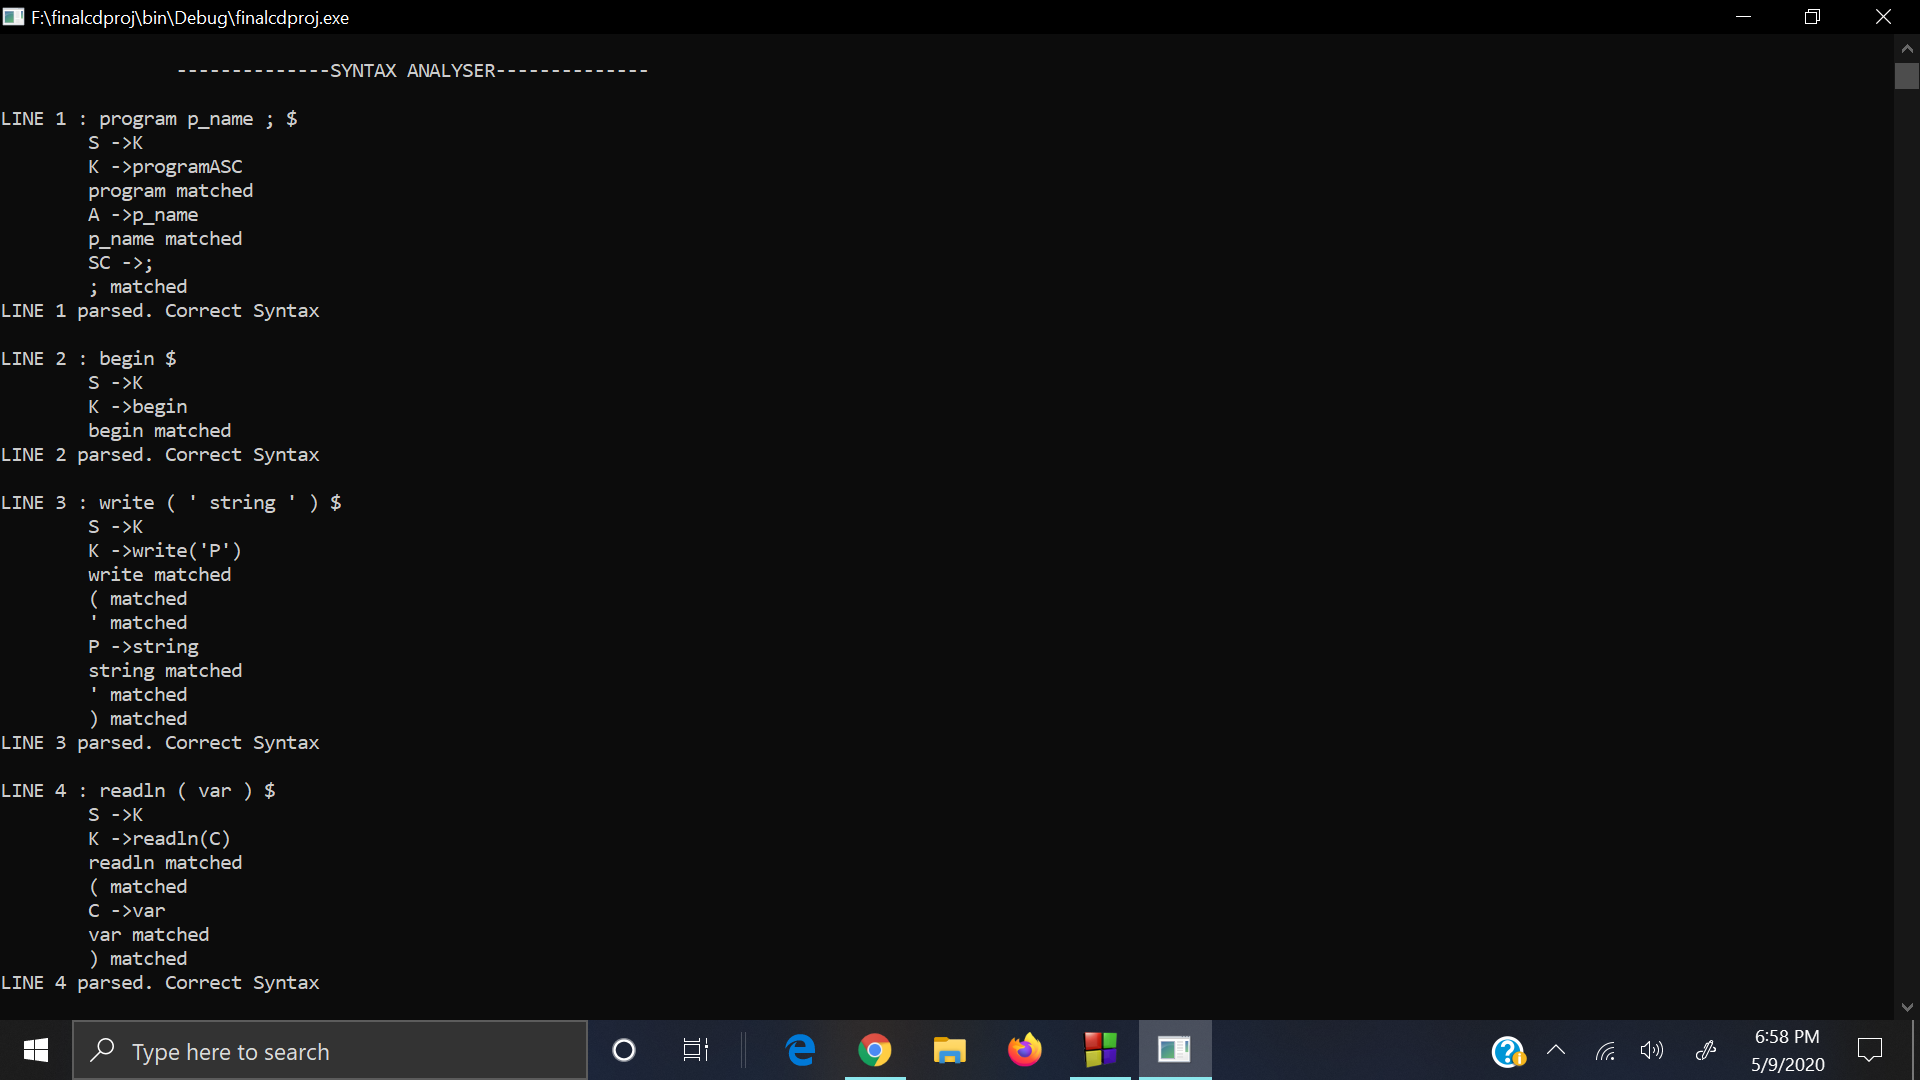 F:\finalcdproj\bin\Debug\finalcdproj.exe
--------------SYNTAX ANALYSER--------------
LINE 1 : program p_name ; $
S ->K
K ->programASC
program matched
A ->p_name
p_name matched
SC ->;
; matched
LINE 1 parsed. Correct Syntax
LINE 2 : begin $
S ->K
K ->begin
begin matched
LINE 2 parsed. Correct Syntax
LINE 3 : write ( ' string ' ) $
S ->K
K ->write('P')
write matched
( matched
' matched
P ->string
string matched
' matched
) matched
LINE 3 parsed. Correct Syntax
LINE 4 : readln ( var ) $
S ->K
K ->readln(C)
readln matched
( matched
C ->var
var matched
) matched
LINE 4 parsed. Correct Syntax
Type here to search
6:58 PM
5/9/2020